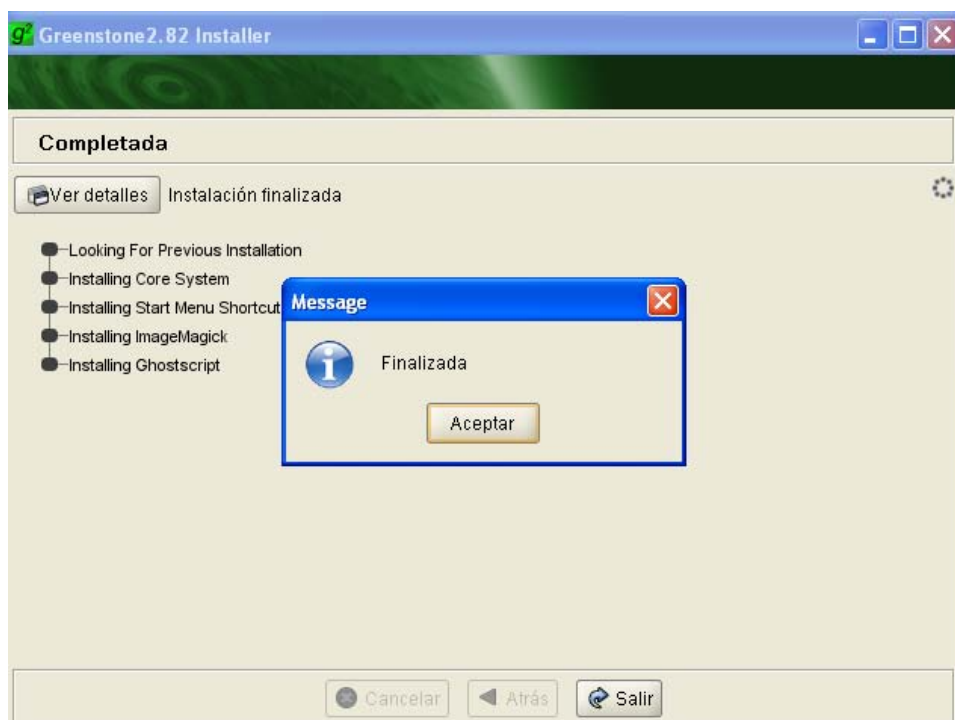 g² Greenstone2.82 Installer
Completada
Ver detalles Instalación finalizada
Looking For Previous Installation
Installing Core System
Installing Start Menu Shortcut
Installing ImageMagick
Installing Ghostscript
Message
Finalizada
Aceptar
Cancelar Atrás Salir